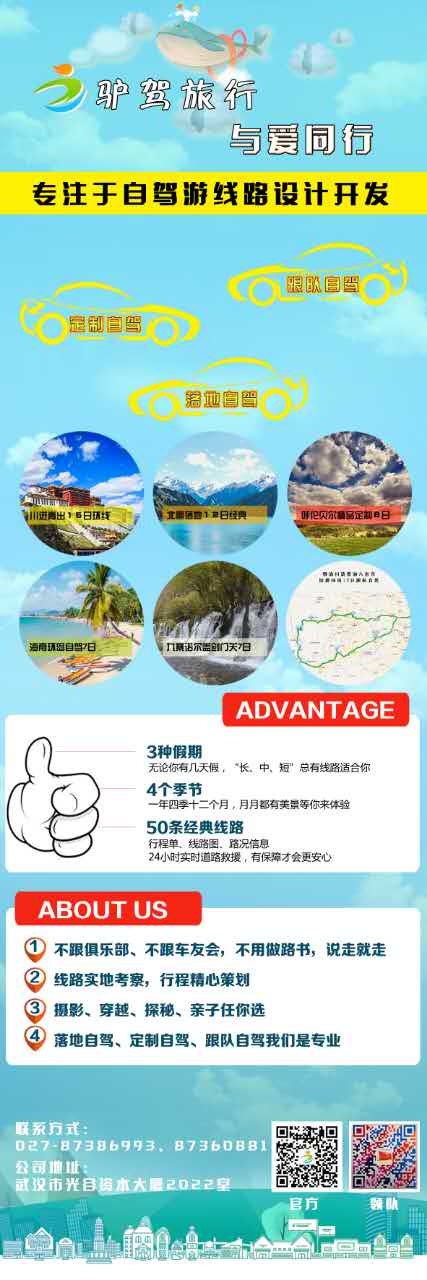 驴驾旅行
与爱同行
专注于自驾游线路设计开发
跟队自驾
定制自驾
落地自驾
川进青出15日环线
北疆落地12日经典
呼伦贝尔精品定制8日
海南环岛自驾7日
九寨诺尔盖剑门关7日
ADVANTAGE
3种假期
无论你有几天假，“长、中、短”总有线路适合你
4个季节
一年四季十二个月，月月都有美景等你来体验
50条经典线路
行程单、线路图、路况信息
24小时实时道路救援，有保障才会更安心
ABOUT US
1 不跟俱乐部、不跟车友会，不用做路书，说走就走
2 线路实地考察，行程精心策划
3 摄影、穿越、探秘、亲子任你选
4 落地自驾、定制自驾、跟队自驾我们是专业
联系方式：
027-87386993、87360881
公司地址：
武汉市光谷资本大厦2022室
官方 领队